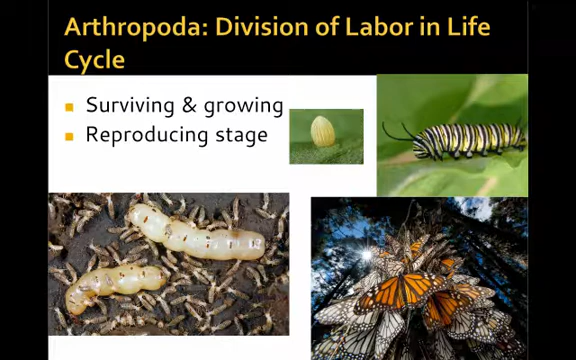 Arthropoda: Division of Labor in Life
Cycle
Surviving & growing
Reproducing stage